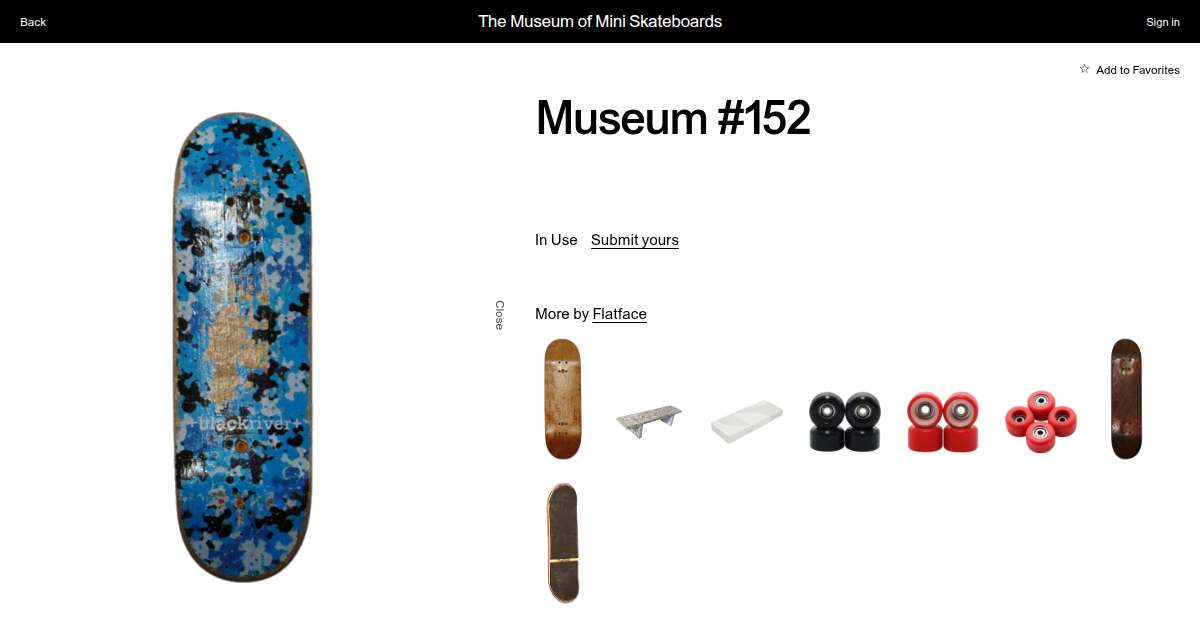 Back
The Museum of Mini Skateboards
Sign in
☆ Add to Favorites
Museum #152
In Use Submit yours
Close
More by Flatface
+blackriver+